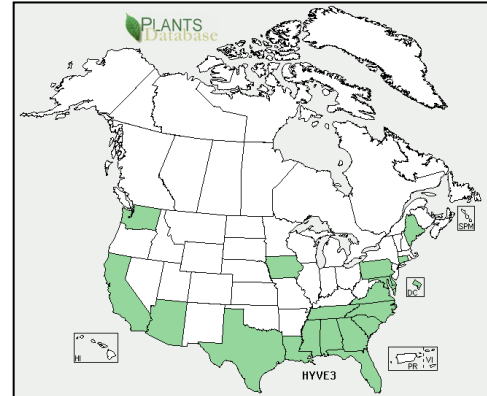 PLANTS
Database
SPM
DC
HI
PR VI
HYVE3